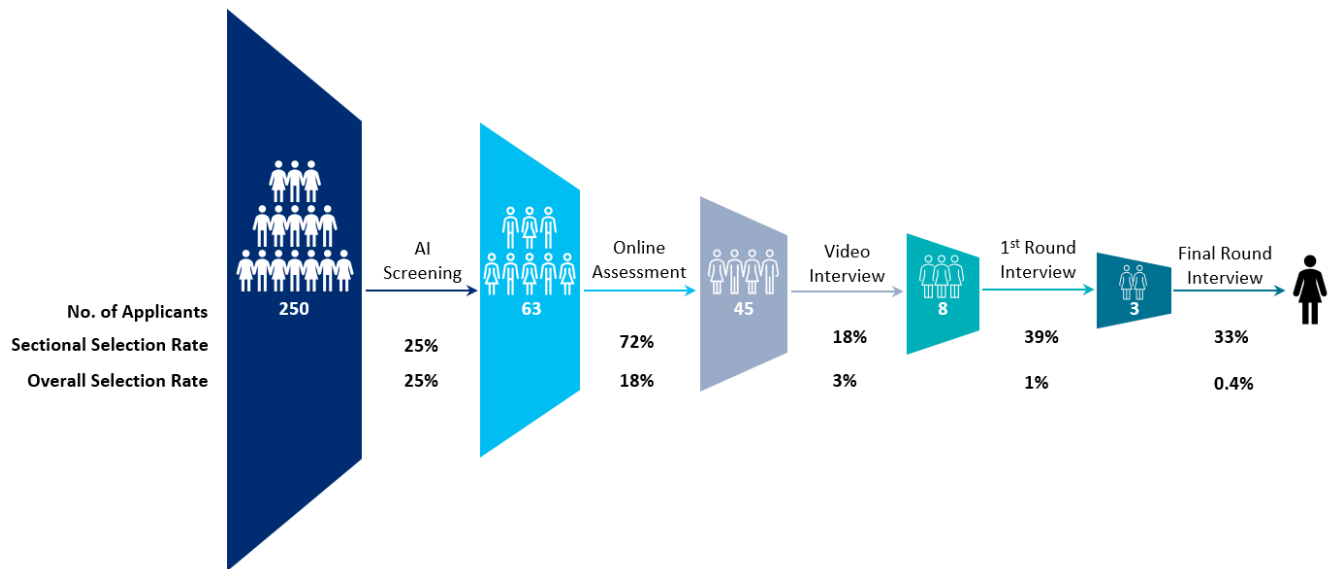 AI
Screening
Online
Assessment
Video
Interview
1st Round
Interview
Final Round
Interview
No. of Applicants 250 63 45 8 3
Sectional Selection Rate 25% 72% 18% 39% 33%
Overall Selection Rate 25% 18% 3% 1% 0.4%